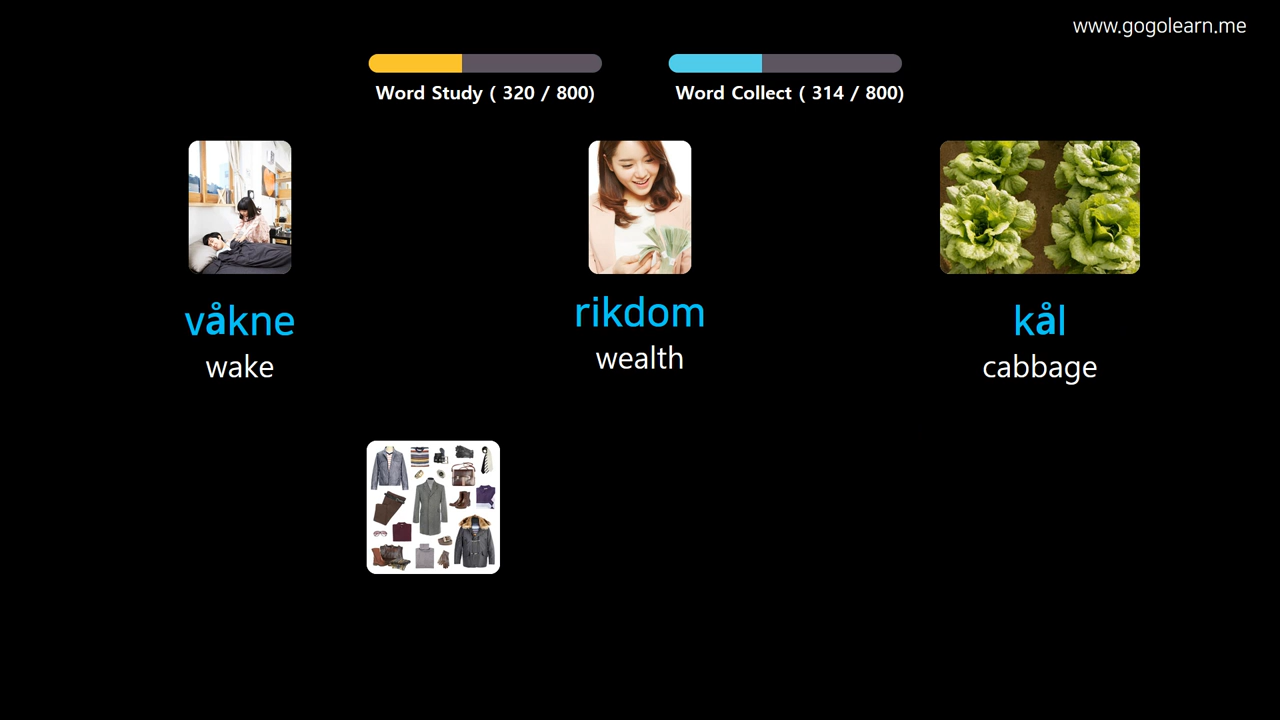 www.gogolearn.me
Word Study ( 320 / 800)
Word Collect ( 314 / 800)
våkne
wake
rikdom
wealth
kål
cabbage